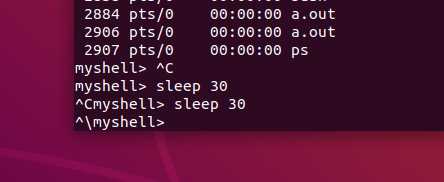 2884 pts/0    00:00:00 a.out
2906 pts/0    00:00:00 a.out
2907 pts/0    00:00:00 ps
myshell> ^C
myshell> sleep 30
^Cmyshell> sleep 30
^\myshell>